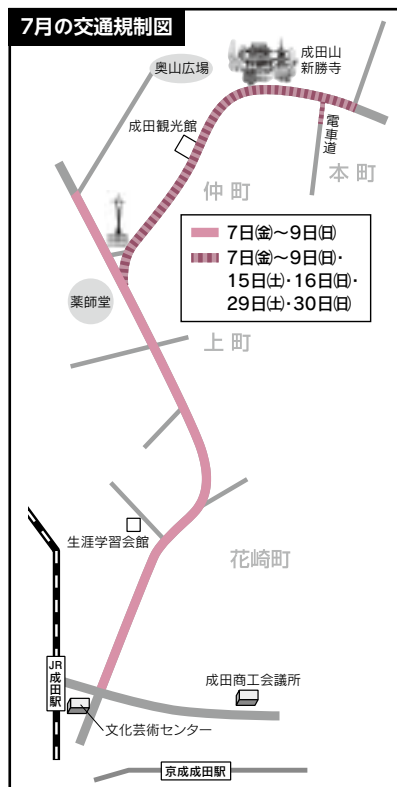 7月の交通規制図
奥山広場
成田山
新勝寺
成田観光館
電車道
本町
仲町
7日㈮～9日㈰
7日㈮～9日㈰・
15日㈯・16日㈰・
29日㈯・30日㈰
薬師堂
上町
生涯学習会館
花崎町
JR
成田駅
成田商工会議所
文化芸術センター
京成成田駅